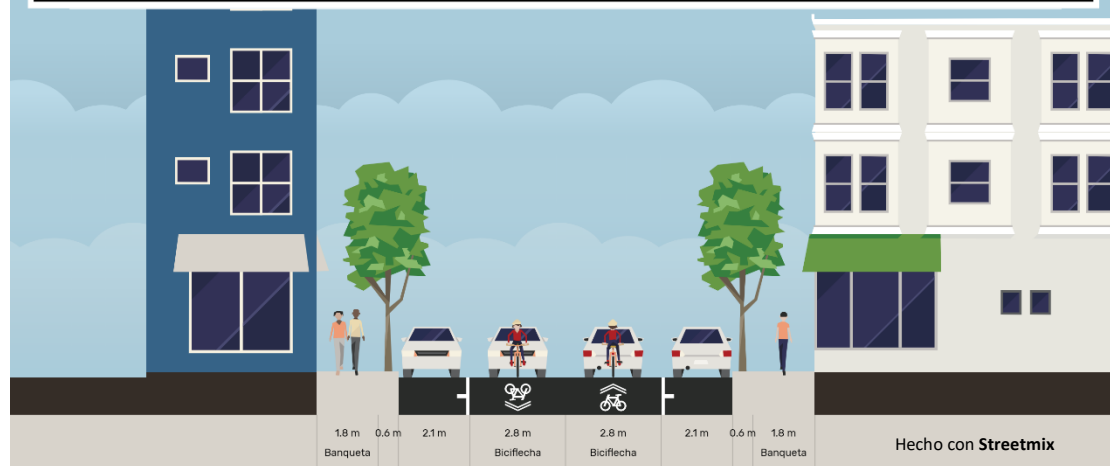 1.8 m 0.6 m 2.1 m 2.8 m 2.8 m 2.1 m 0.6 m 1.8 m
Banqueta Biciflecha Biciflecha Banqueta
Hecho con Streetmix